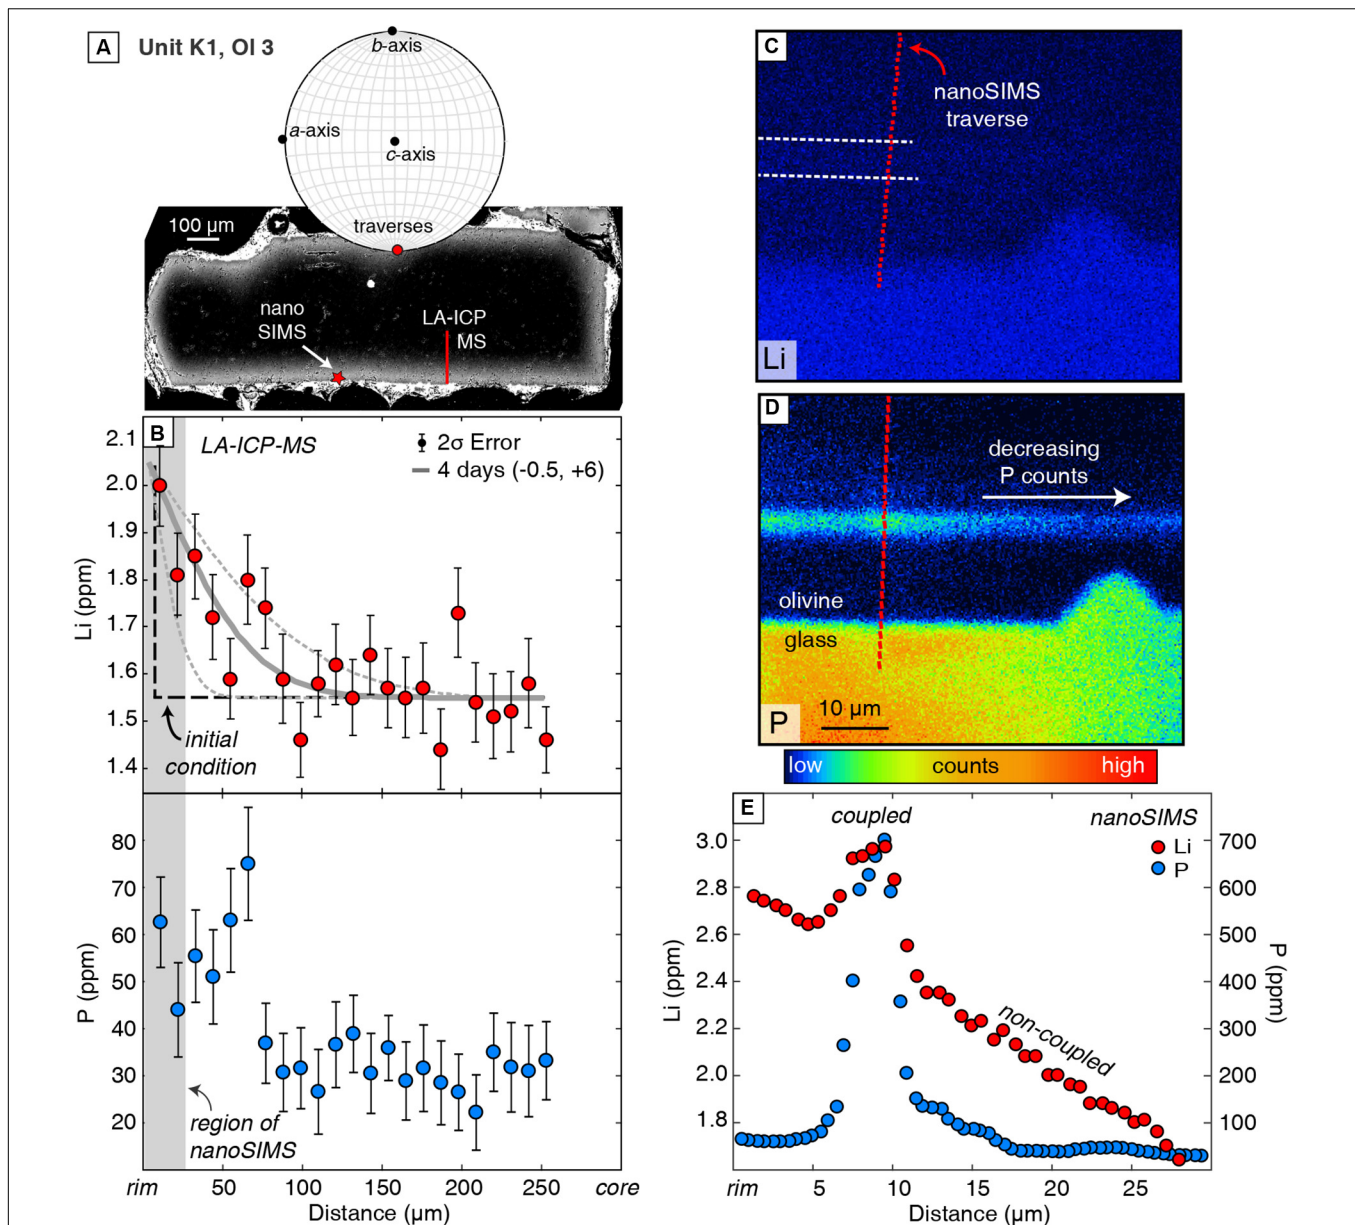 A Unit K1, Ol 3
b-axis
a-axis
c-axis
traverses
100 µm
nano
SIMS
LA-ICP
MS
B LA-ICP-MS
2σ Error
4 days (-0.5, +6)
2.1
2.0
1.9
1.8
1.7
1.6
1.5
1.4
Li (ppm)
initial
condition
80
70
60
50
40
30
20
P (ppm)
region of
nanoSIMS
rim 50 100 150 200 250 core
Distance (µm)
C
nanoSIMS
traverse
Li
D
decreasing
P counts
olivine
glass
10 µm
P
low counts high
E coupled nanoSIMS
Li
P
non-coupled
3.0
2.8
2.6
2.4
2.2
2.0
1.8
Li (ppm)
700
600
500
400
300
200
100
P (ppm)
rim 5 10 15 20 25
Distance (µm)